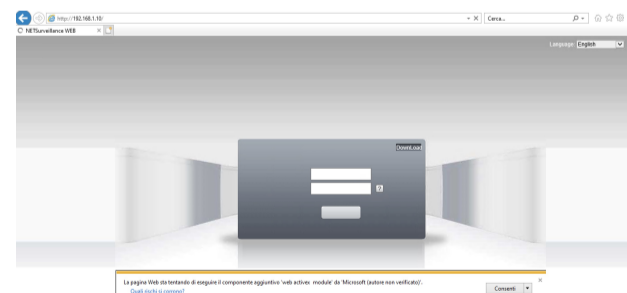 http://192.168.1.10/
Cerca...
NETSurveillance WEB
Language English
DownLoad
?
La pagina Web sta tentando di eseguire il componente aggiuntivo 'web activex module' da 'Microsoft (autore non verificato)'.
Quali rischi si corrono?
Consenti